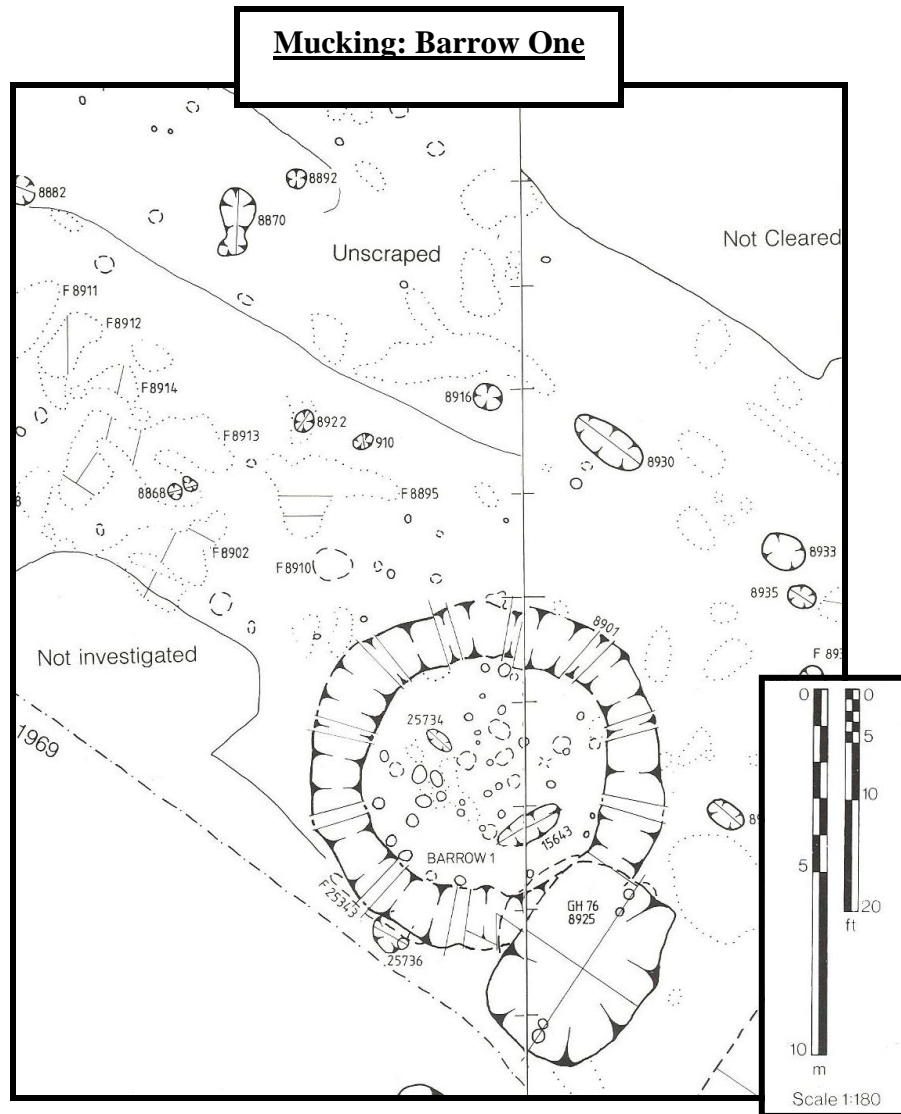 Mucking: Barrow One
8882
8892
8870
Unscraped
Not Cleared
F 8911
F 8912
F 8914
8916
8922
F 8913
910
8930
8868
F 8895
8
8933
F 8902
F 8910
8935
8901
Not investigated
F 893
25734
1969
15643
BARROW 1
F 25343
GH 76
8925
25736
0
0
5
10
5
20
ft
10
m
Scale 1:180